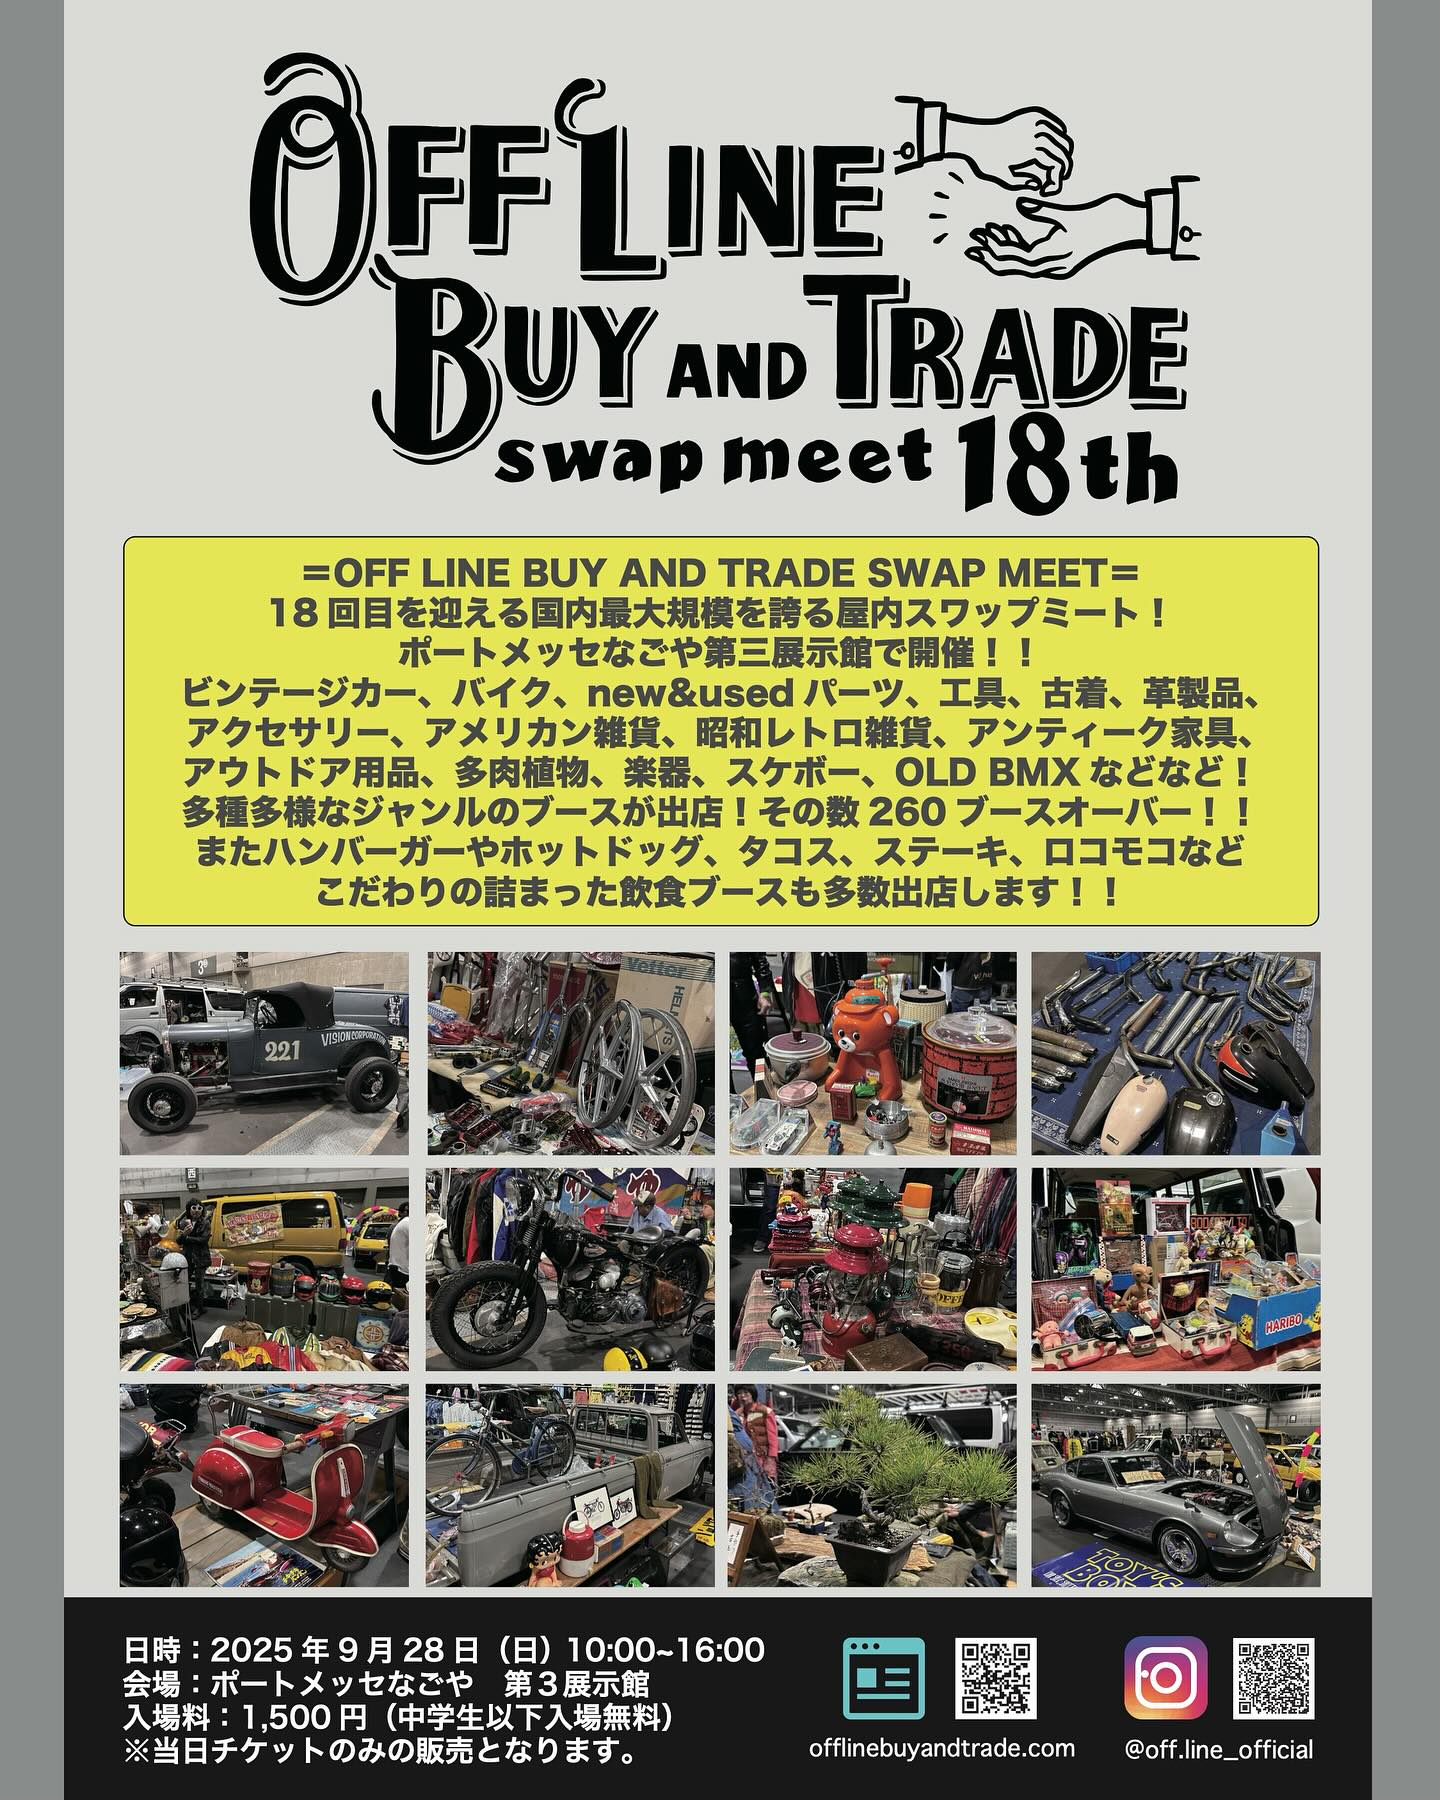 OFF LINE
BUY AND TRADE
swap meet 18th
=OFF LINE BUY AND TRADE SWAP MEET=
18回目を迎える国内最大規模を誇る屋内スワップミート！
ポートメッセなごや第三展示館で開催！！
ビンテージカー、バイク、new&usedパーツ、工具、古着、革製品、
アクセサリー、アメリカン雑貨、昭和レトロ雑貨、アンティーク家具、
アウトドア用品、多肉植物、楽器、スケボー、OLD BMXなどなど！
多種多様なジャンルのブースが出店！その数260ブースオーバー！！
またハンバーガーやホットドッグ、タコス、ステーキ、ロコモコなど
こだわりの詰まった飲食ブースも多数出店します！！
221
VISION CORPORATION
Vetter
HARIBO
TOY'S
日時：2025年9月28日（日）10:00~16:00
会場：ポートメッセなごや　第3展示館
入場料：1,500円（中学生以下入場無料）
※当日チケットのみの販売となります。
offlinebuyandtrade.com
@off.line_official